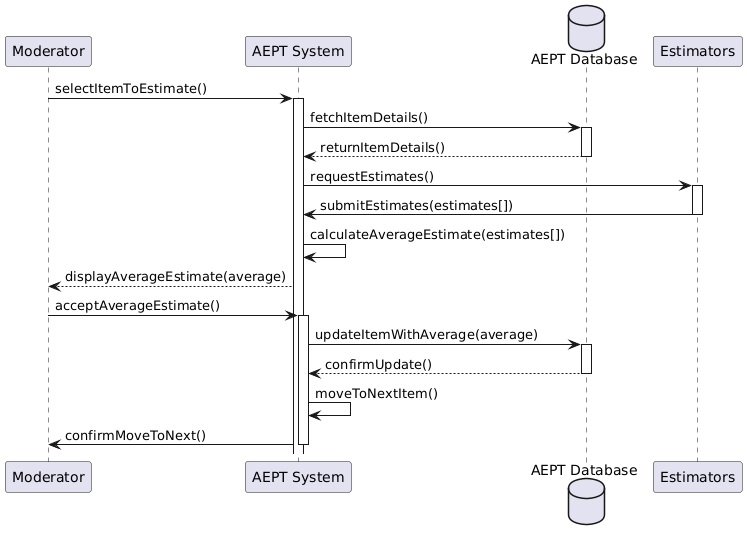 Moderator
AEPT System
AEPT Database
Estimators
selectItemToEstimate()
fetchItemDetails()
returnItemDetails()
requestEstimates()
submitEstimates(estimates[])
calculateAverageEstimate(estimates[])
displayAverageEstimate(average)
acceptAverageEstimate()
updateItemWithAverage(average)
confirmUpdate()
moveToNextItem()
confirmMoveToNext()
Moderator
AEPT System
AEPT Database
Estimators